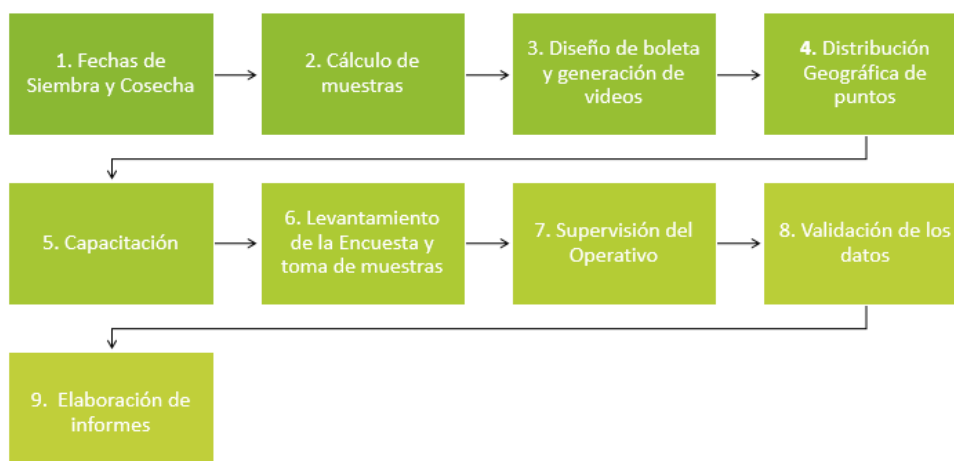 1. Fechas de
Siembra y Cosecha
2. Cálculo de
muestras
3. Diseño de boleta
y generación de
videos
4. Distribución
Geográfica de
puntos
5. Capacitación
6. Levantamiento
de la Encuesta y
toma de muestras
7. Supervisión del
Operativo
8. Validación de los
datos
9. Elaboración de
informes